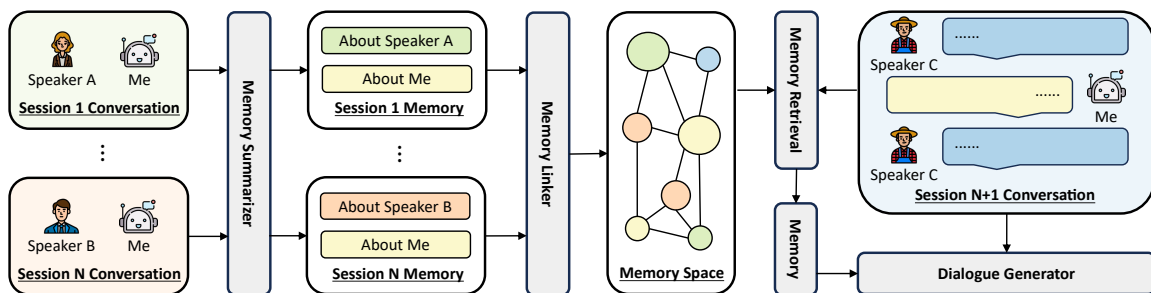 Speaker A
Me
Session 1 Conversation
⋮
Speaker B
Me
Session N Conversation
Memory Summarizer
About Speaker A
About Me
Session 1 Memory
⋮
About Speaker B
About Me
Session N Memory
Memory Linker
Memory Space
Memory Retrieval
Memory
......
Speaker C
......
Me
......
Speaker C
Session N+1 Conversation
Dialogue Generator